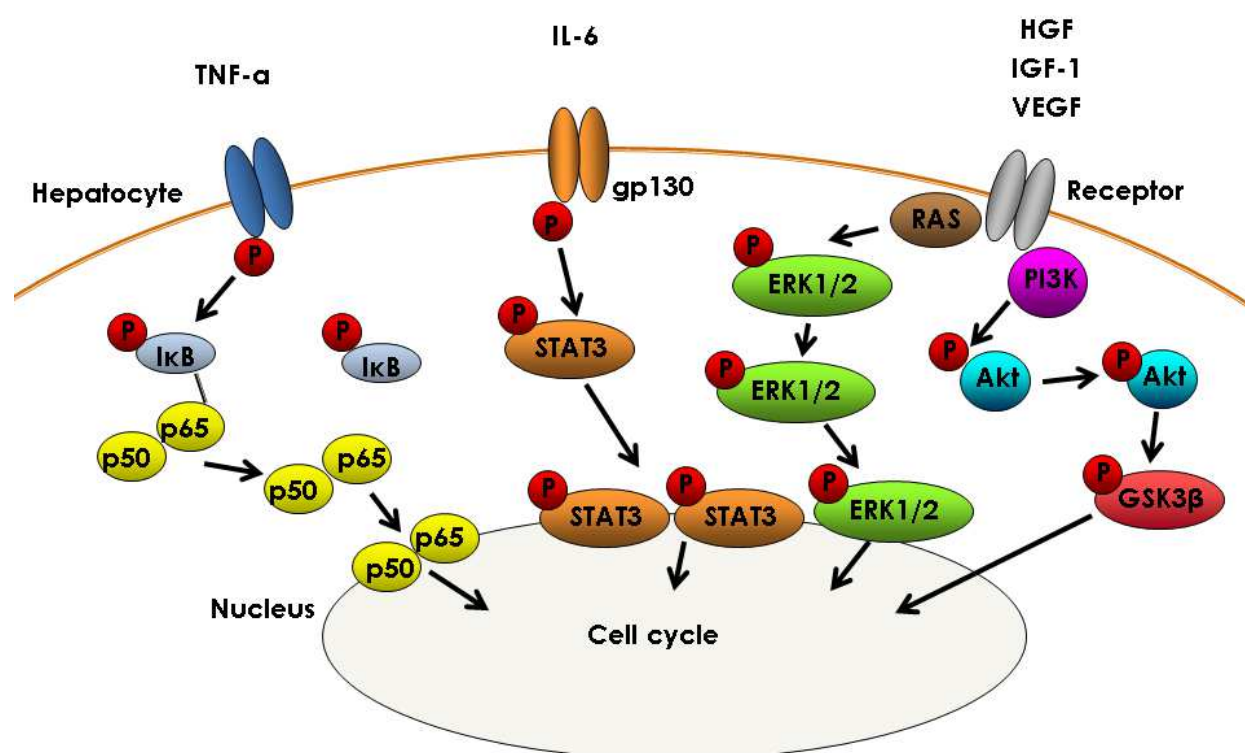 IL-6
HGF
IGF-1
VEGF
TNF-α
Hepatocyte
gp130
Receptor
RAS
P
P
P
ERK1/2
PI3K
P
IκB
P
IκB
P
STAT3
P
ERK1/2
P
Akt
P
Akt
p50
p65
p50
p65
P
STAT3
P
STAT3
P
ERK1/2
P
GSK3β
p50
p65
Nucleus
Cell cycle